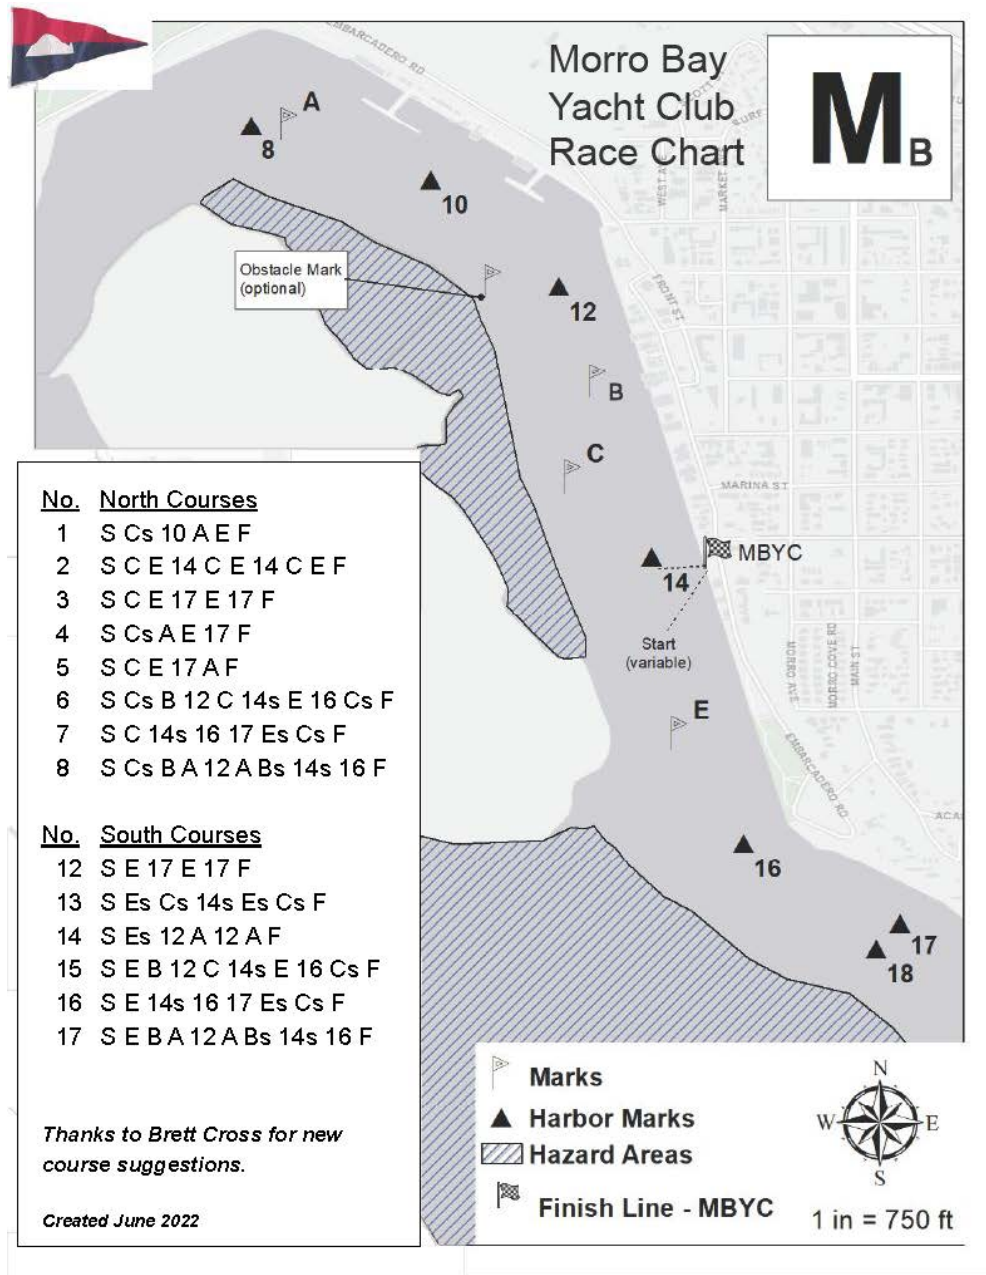 EMBARCADERO RD
Morro Bay
Yacht Club
Race Chart
MB
A
8
10
WEST AVE
MARKET AVE
Obstacle Mark
(optional)
12
FRONT ST
B
C
MARINA ST
MBYC
14
Start
(variable)
MORRO AVE
MORRO COVE RD
MAIN ST
E
EMBARCADERO RD
16
17
18
No. North Courses
1 S Cs 10 A E F
2 S C E 14 C E 14 C E F
3 S C E 17 E 17 F
4 S Cs A E 17 F
5 S C E 17 A F
6 S Cs B 12 C 14s E 16 Cs F
7 S C 14s 16 17 Es Cs F
8 S Cs B A 12 A Bs 14s 16 F
No. South Courses
12 S E 17 E 17 F
13 S Es Cs 14s Es Cs F
14 S Es 12 A 12 A F
15 S E B 12 C 14s E 16 Cs F
16 S E 14s 16 17 Es Cs F
17 S E B A 12 A Bs 14s 16 F
Thanks to Brett Cross for new
course suggestions.
Created June 2022
Marks
Harbor Marks
Hazard Areas
Finish Line - MBYC
N
W E
S
1 in = 750 ft